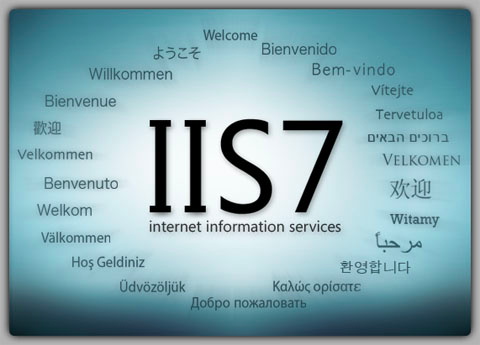 Welcome
Bienvenido
Bem-vindo
Vítejte
Tervetuloa
ברוכים הבאים
VELKOMEN
欢迎
Witamy
مرحباً
환영합니다
Καλώς ορίσατε
Добро пожаловать
Üdvözöljük
Hoş Geldiniz
Välkommen
Welkom
Benvenuto
Velkommen
歡迎
Bienvenue
Willkommen
ようこそ
IIS7
internet information services